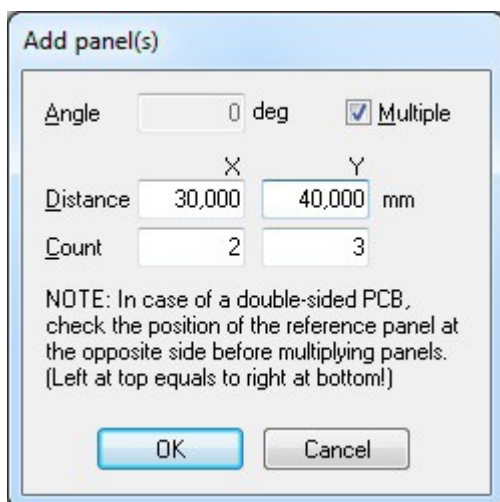 Add panel(s)
Angle 0 deg Multiple
X Y
Distance 30,000 40,000 mm
Count 2 3
NOTE: In case of a double-sided PCB,
check the position of the reference panel at
the opposite side before multiplying panels.
(Left at top equals to right at bottom!)
OK Cancel